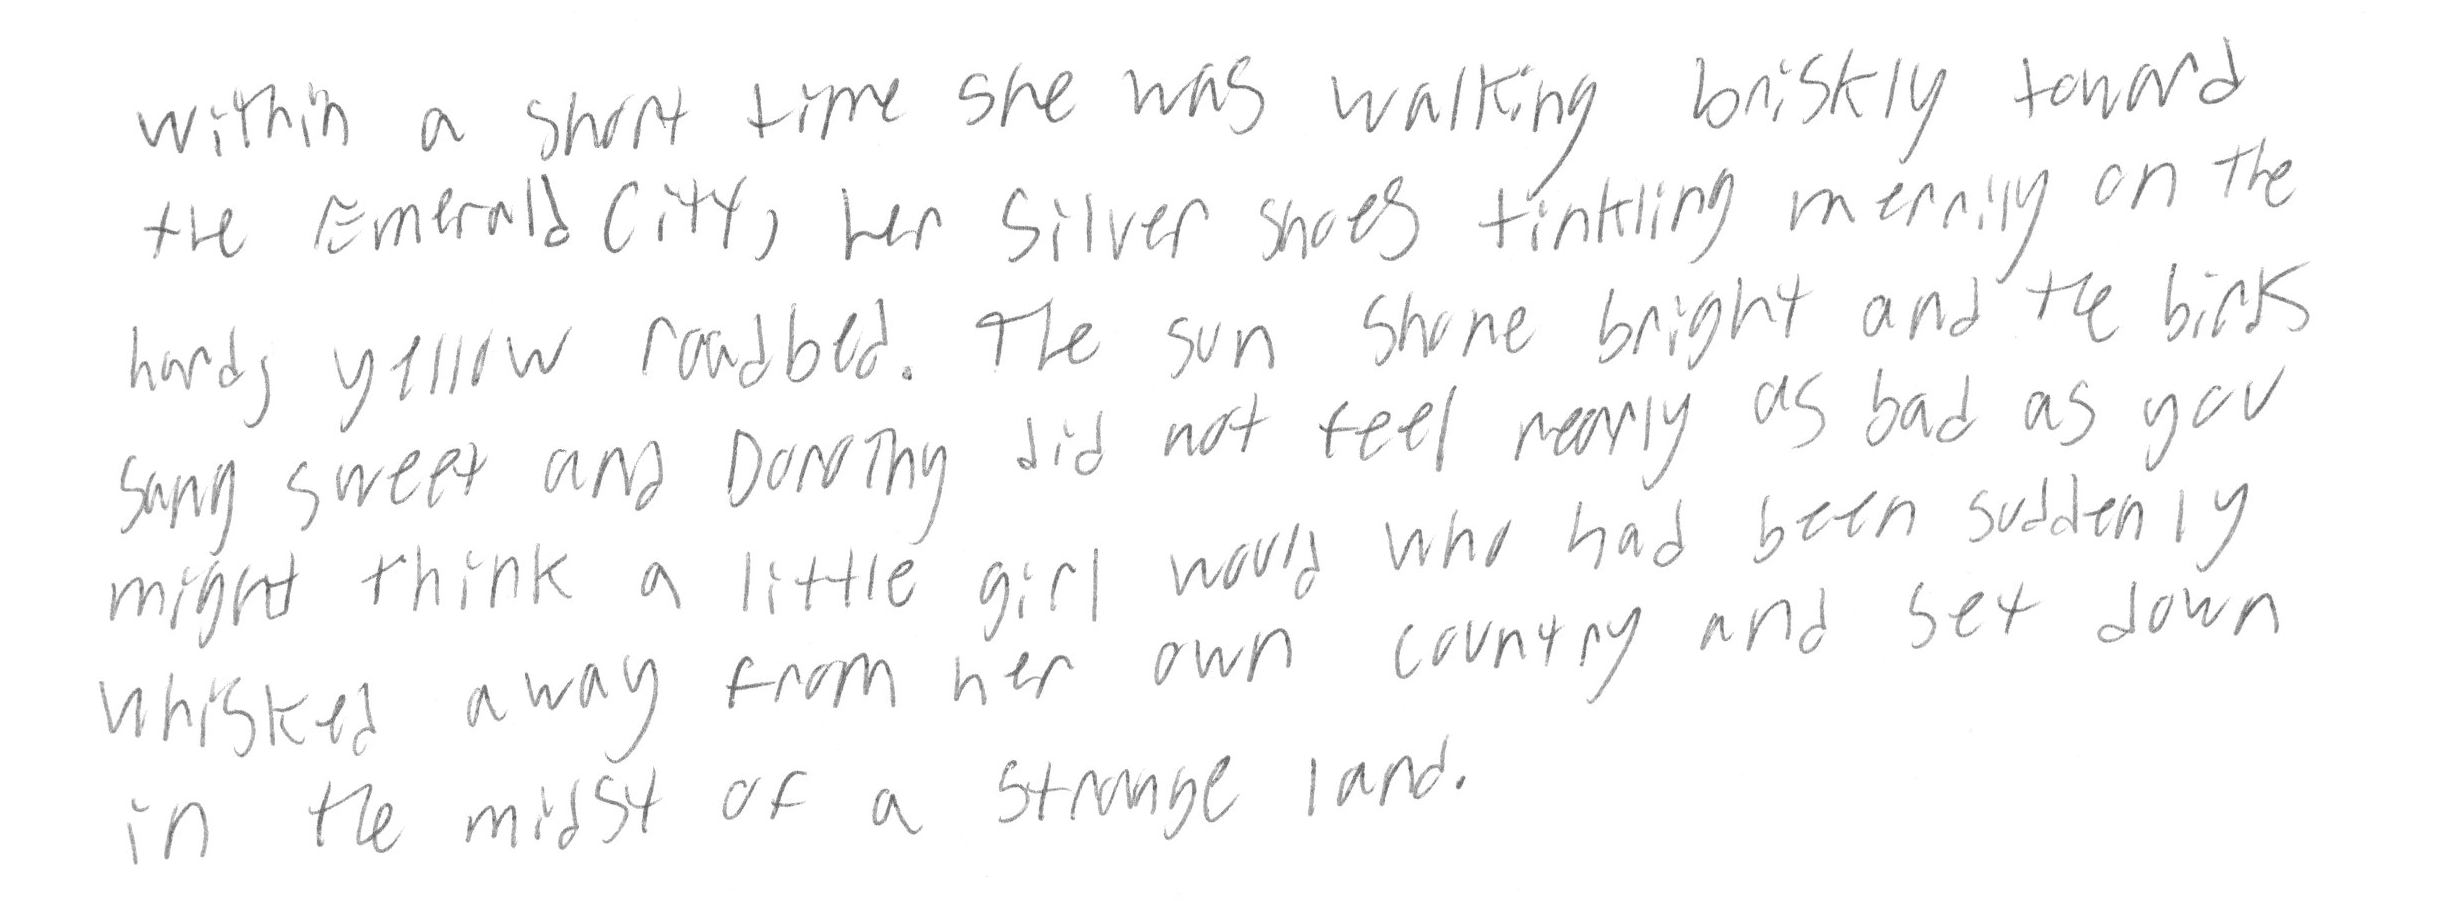 Within a short time she was walking briskly toward
the Emerald City, her Silver Shoes tinkling merrily on the
hard, yellow roadbed. The sun shone bright and the birds
sang sweet and Dorothy did not feel nearly as bad as you
might think a little girl would who had been suddenly
whisked away from her own country and set down
in the midst of a strange land.